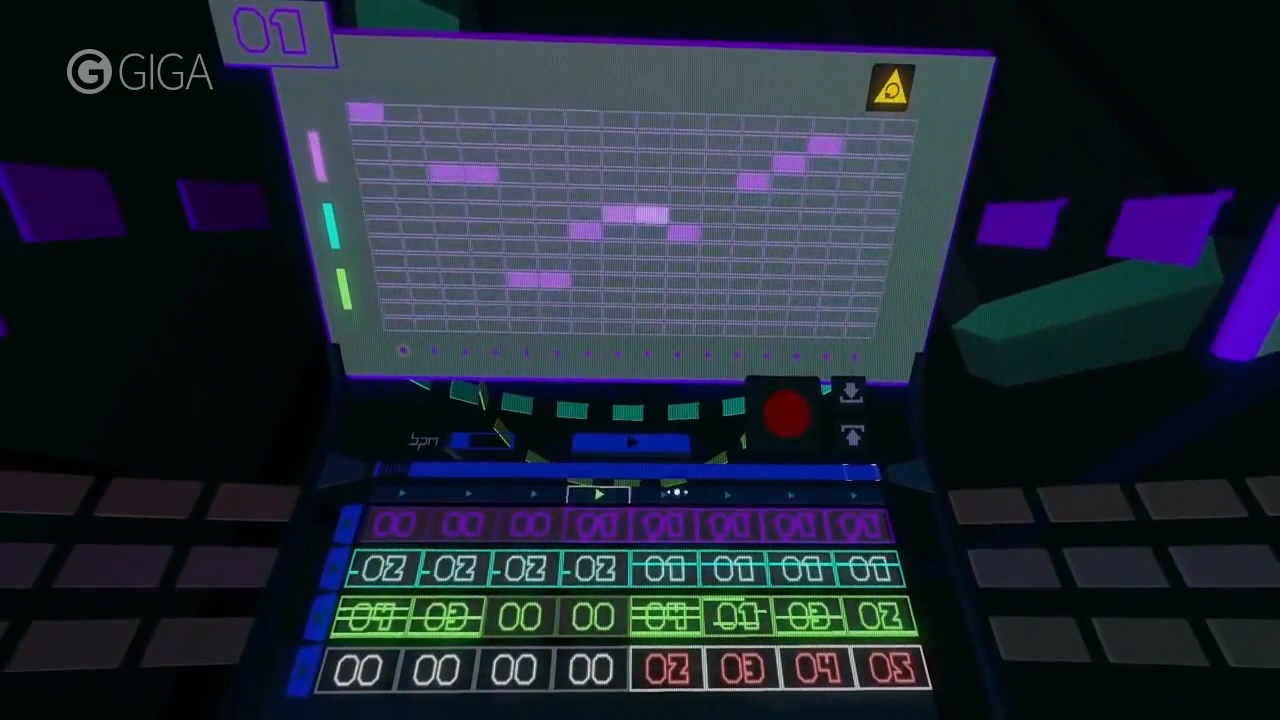 01
GIGA
bpm
00 00 00 01 01 01 01 01
-02 -02 -02 -02 01 01 01 01
04 03 00 00 04 01 03 02
00 00 00 00 02 03 04 05